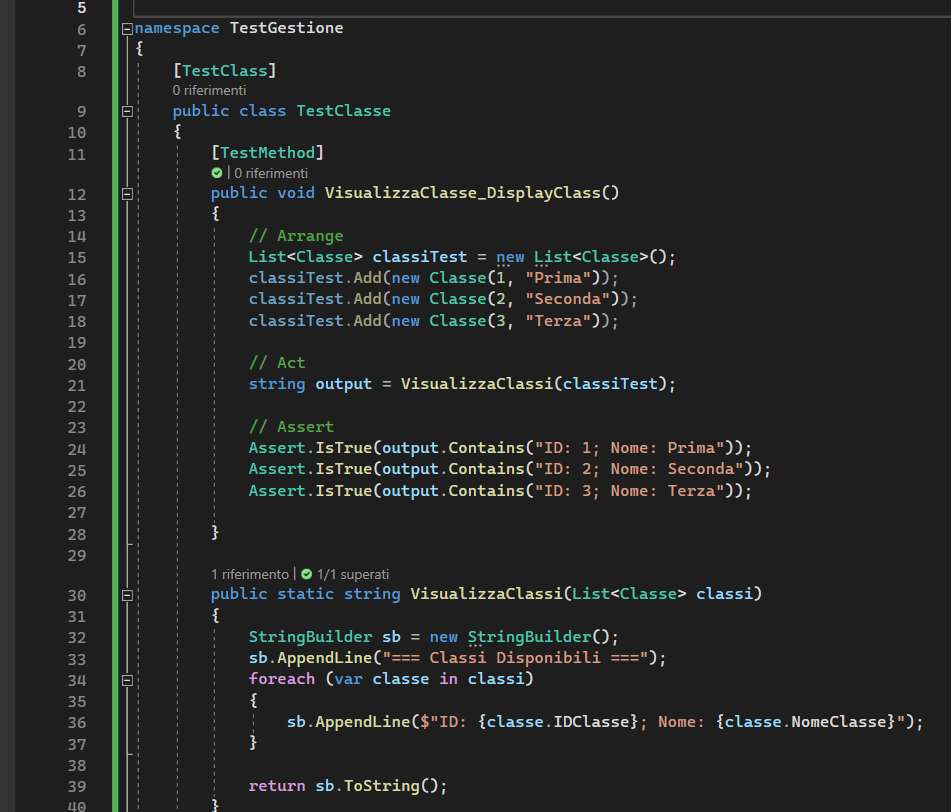 5
6 namespace TestGestione
7 {
8 [TestClass]
0 riferimenti
9 public class TestClasse
10 {
11 [TestMethod]
| 0 riferimenti
12 public void VisualizzaClasse_DisplayClass()
13 {
14 // Arrange
15 List<Classe> classiTest = new List<Classe>();
16 classiTest.Add(new Classe(1, "Prima"));
17 classiTest.Add(new Classe(2, "Seconda"));
18 classiTest.Add(new Classe(3, "Terza"));
19
20 // Act
21 string output = VisualizzaClassi(classiTest);
22
23 // Assert
24 Assert.IsTrue(output.Contains("ID: 1; Nome: Prima"));
25 Assert.IsTrue(output.Contains("ID: 2; Nome: Seconda"));
26 Assert.IsTrue(output.Contains("ID: 3; Nome: Terza"));
27
28 }
29
1 riferimento | 1/1 superati
30 public static string VisualizzaClassi(List<Classe> classi)
31 {
32 StringBuilder sb = new StringBuilder();
33 sb.AppendLine("=== Classi Disponibili ===");
34 foreach (var classe in classi)
35 {
36 sb.AppendLine($"ID: {classe.IDClasse}; Nome: {classe.NomeClasse}");
37 }
38
39 return sb.ToString();
40 }